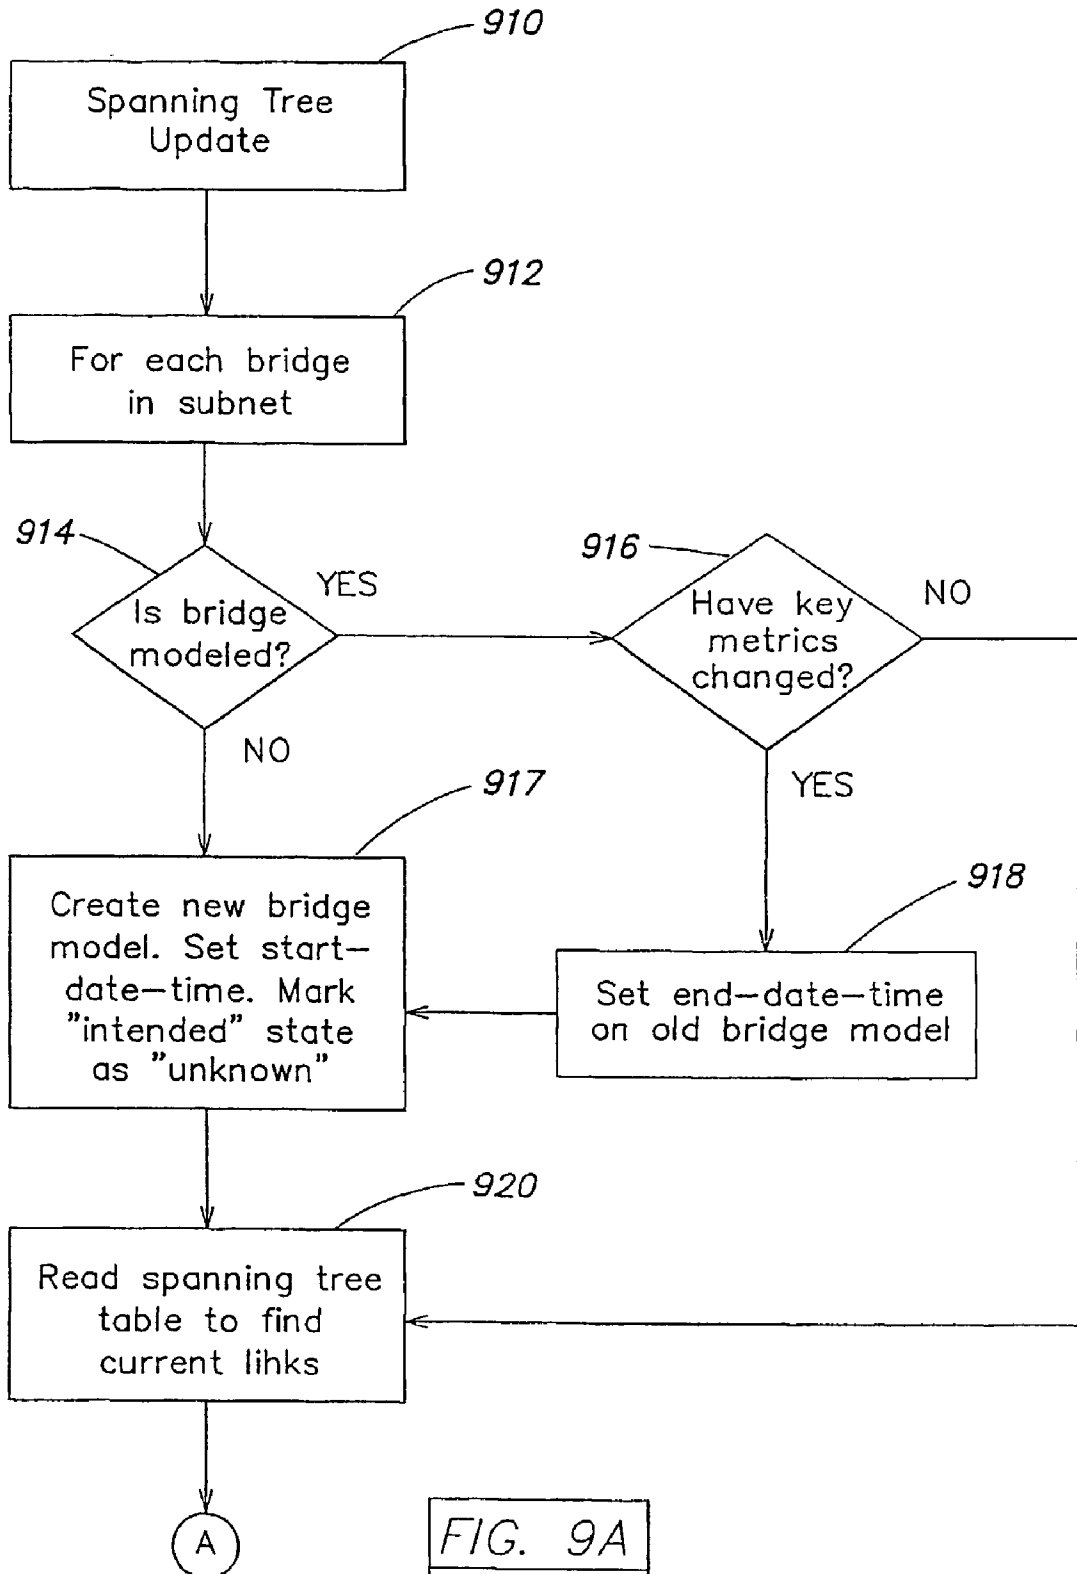 910
Spanning Tree
Update
912
For each bridge
in subnet
914
YES
Is bridge
modeled?
NO
916
NO
Have key
metrics
changed?
YES
917
Create new bridge
model. Set start–
date–time. Mark
"intended" state
as "unknown"
918
Set end–date–time
on old bridge model
920
Read spanning tree
table to find
current lihks
A
FIG. 9A